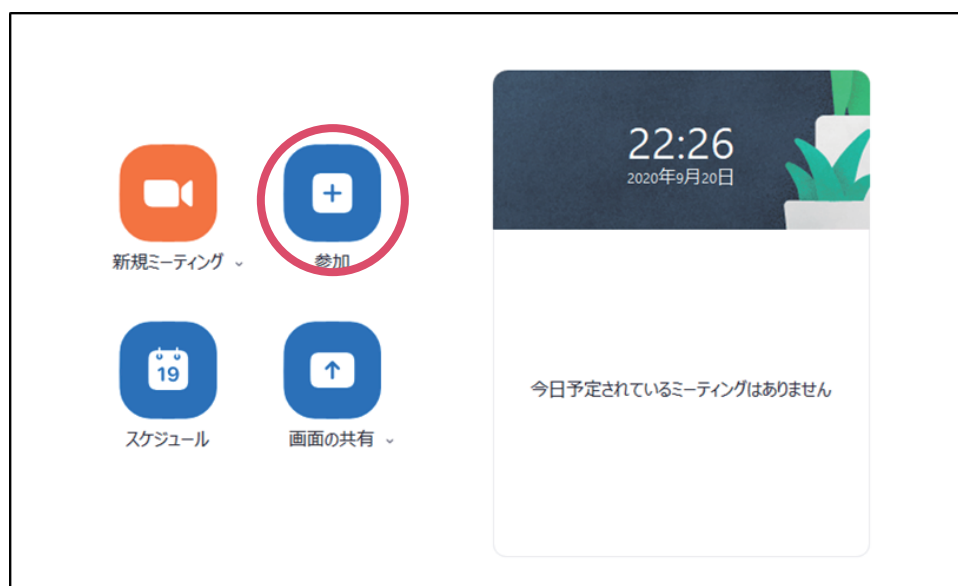 新規ミーティング
参加
19
スケジュール
画面の共有
22:26
2020年9月20日
今日予定されているミーティングはありません